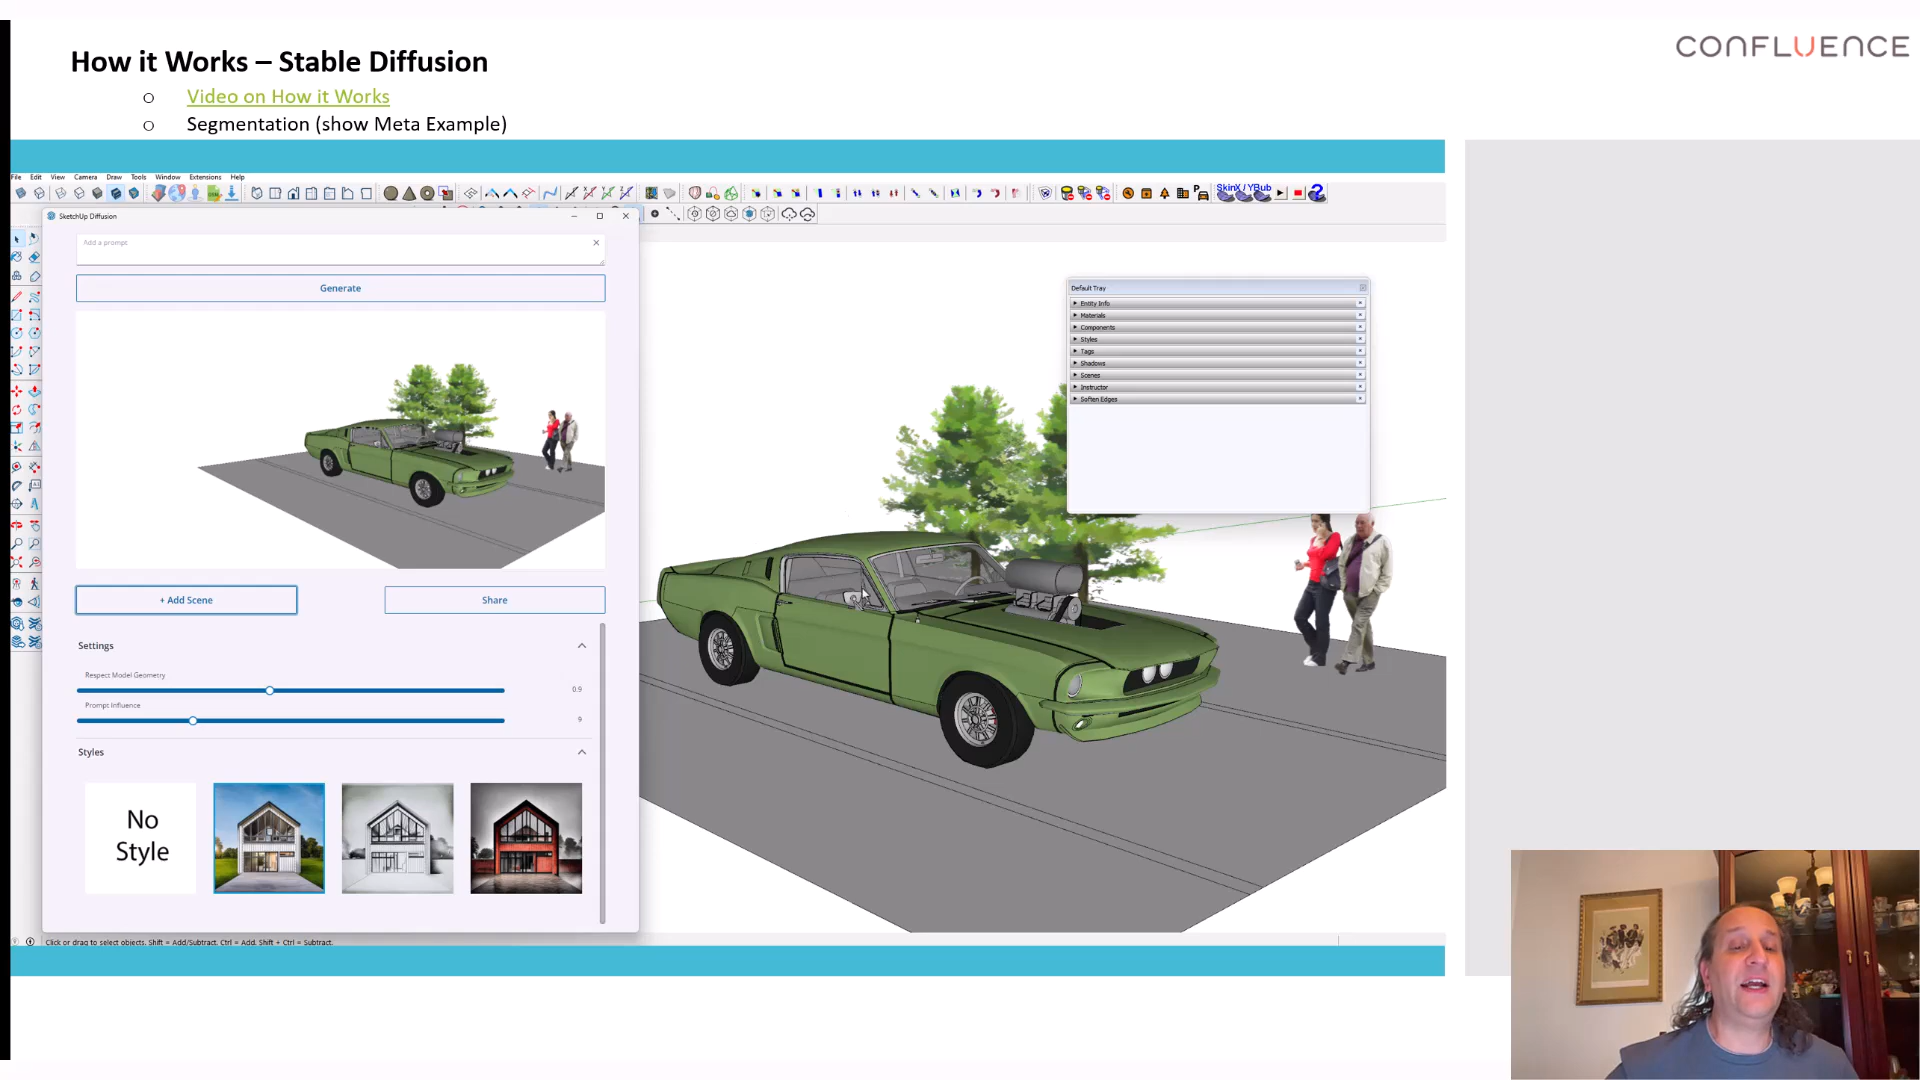 How it Works – Stable Diffusion
CONFLUENCE
o Video on How it Works
o Segmentation (show Meta Example)
File Edit View Camera Draw Tools Window Extensions Help
SkinX / YBub
SketchUp Diffusion
Add a prompt
Generate
Default Tray
Entity Info
Materials
Components
Styles
Tags
Shadows
Scenes
Instructor
Soften Edges
+ Add Scene
Share
Settings
Respect Model Geometry
0.9
Prompt Influence
9
Styles
No
Style
Click or drag to select objects. Shift = Add/Subtract. Ctrl = Add. Shift + Ctrl = Subtract.